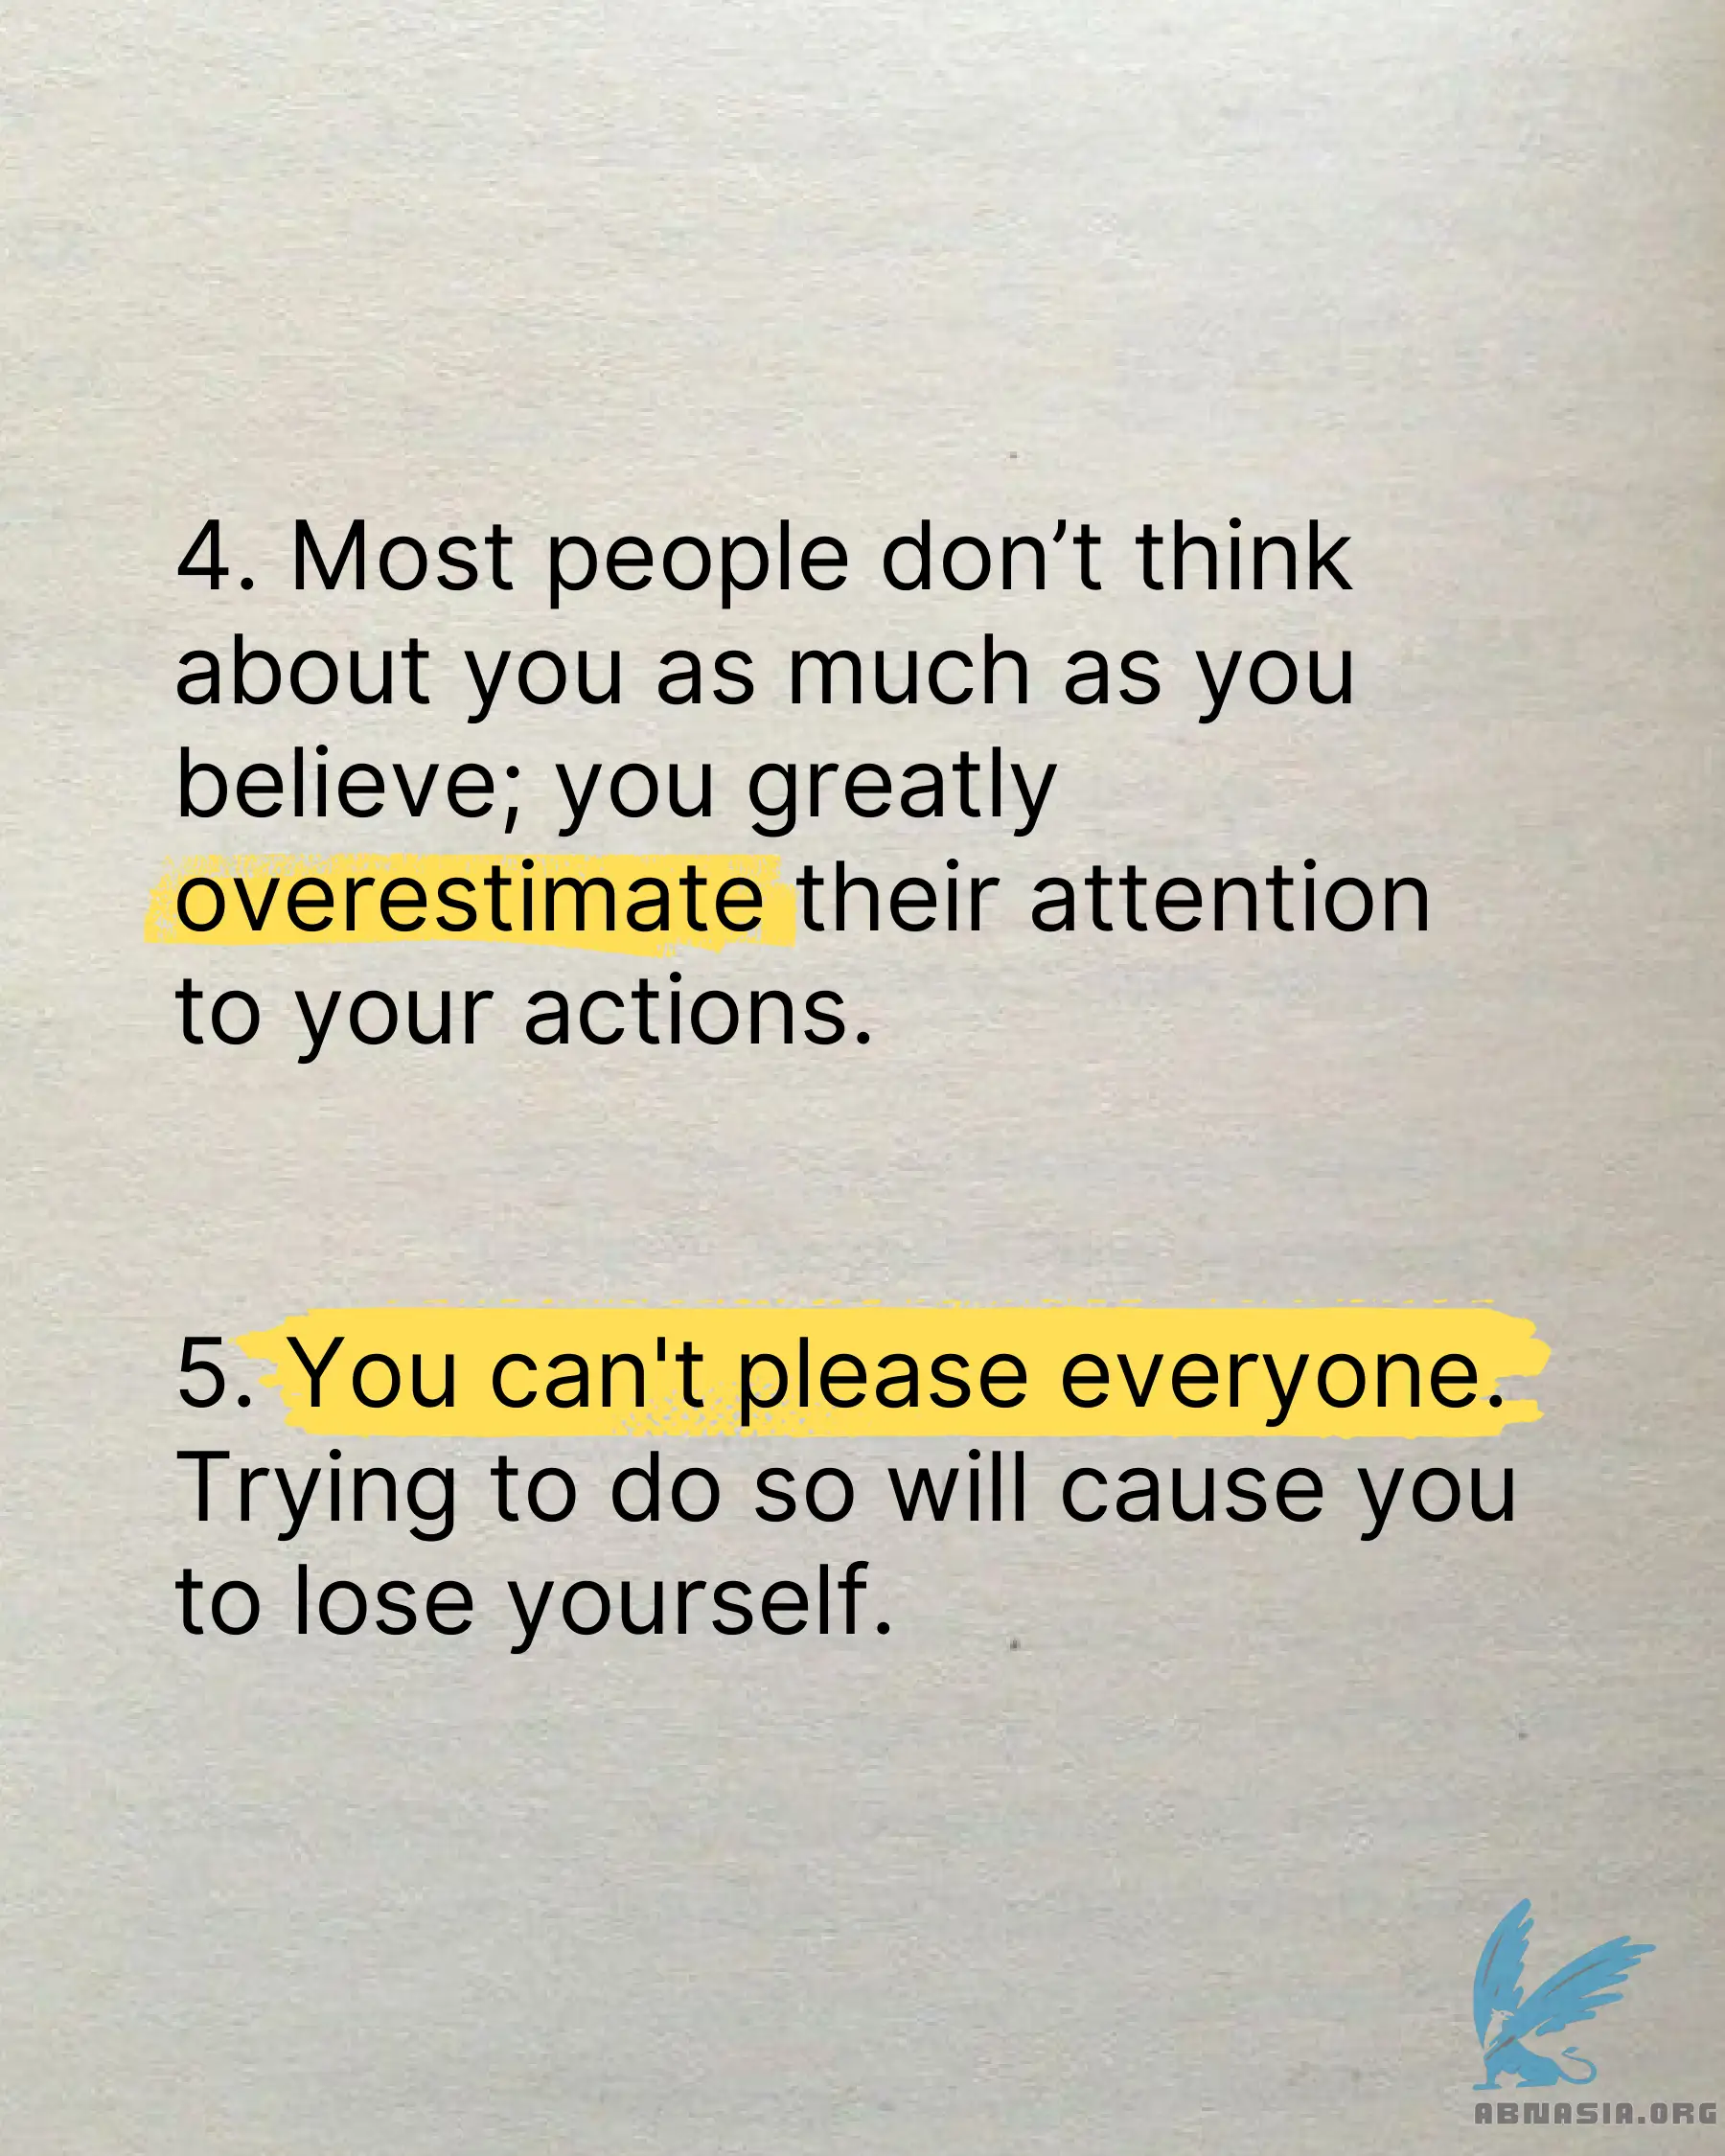 4. Most people don’t think
about you as much as you
believe; you greatly
overestimate their attention
to your actions.
5. You can't please everyone.
Trying to do so will cause you
to lose yourself.
ABNASIA.ORG